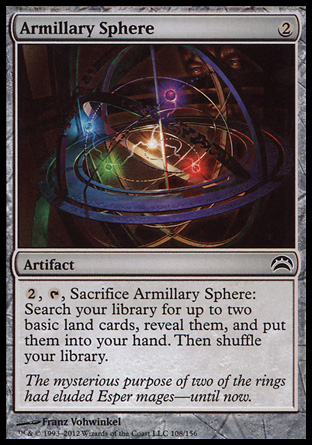 Armillary Sphere 2
Artifact
2, T, Sacrifice Armillary Sphere:
Search your library for up to two
basic land cards, reveal them, and put
them into your hand. Then shuffle
your library.
The mysterious purpose of two of the rings
had eluded Esper mages—until now.
Franz Vohwinkel
™ & © 1993–2012 Wizards of the Coast LLC 108/156